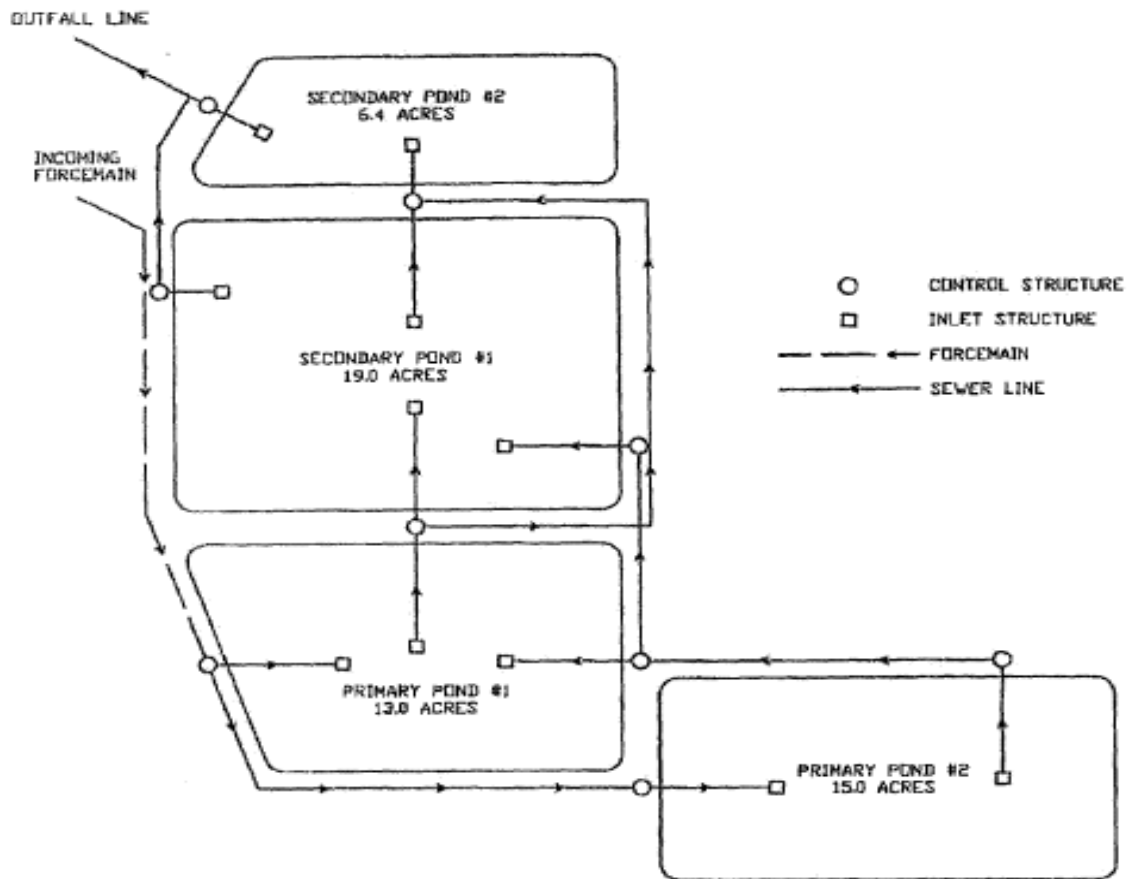 OUTFALL LINE
SECONDARY POND #2
6.4 ACRES
INCOMING
FORCEMAIN
CONTROL STRUCTURE
INLET STRUCTURE
FORCEMAIN
SEWER LINE
SECONDARY POND #1
19.0 ACRES
PRIMARY POND #1
13.0 ACRES
PRIMARY POND #2
15.0 ACRES